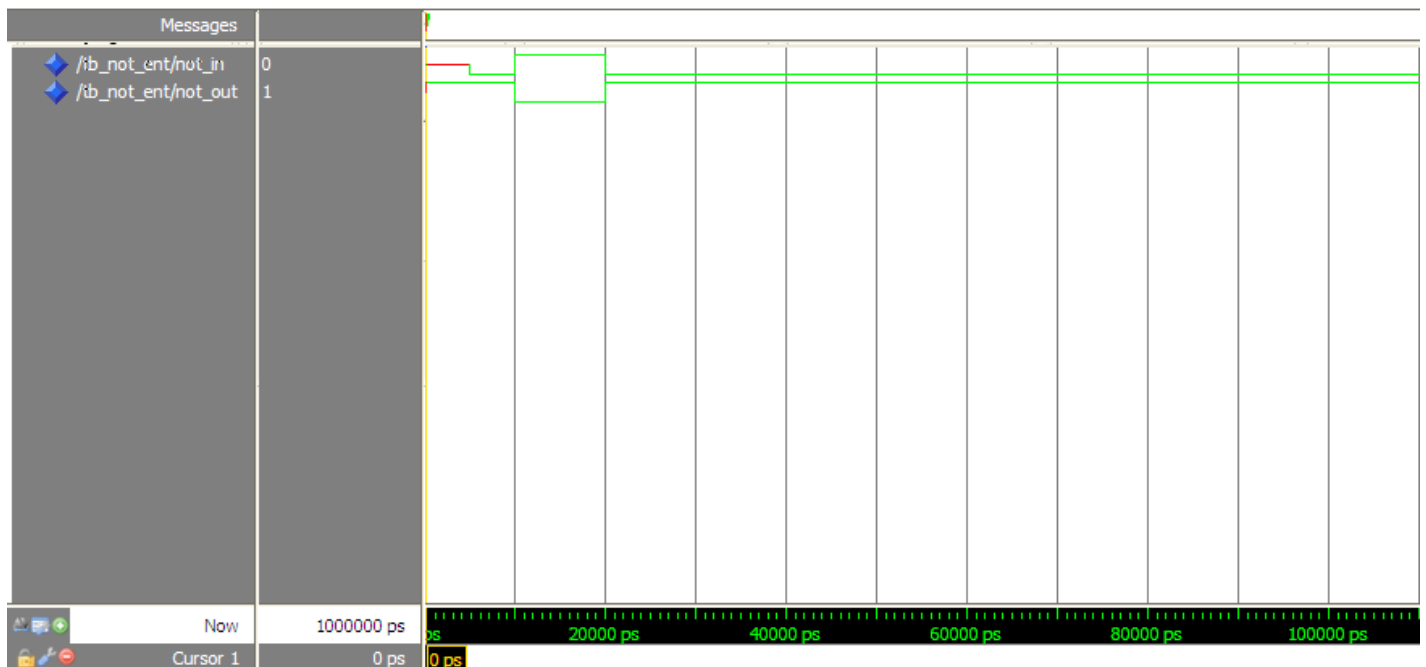 Messages
/tb_not_ent/not_in 0
/tb_not_ent/not_out 1
Now 1000000 ps
ps 20000 ps 40000 ps 60000 ps 80000 ps 100000 ps
Cursor 1 0 ps 0 ps